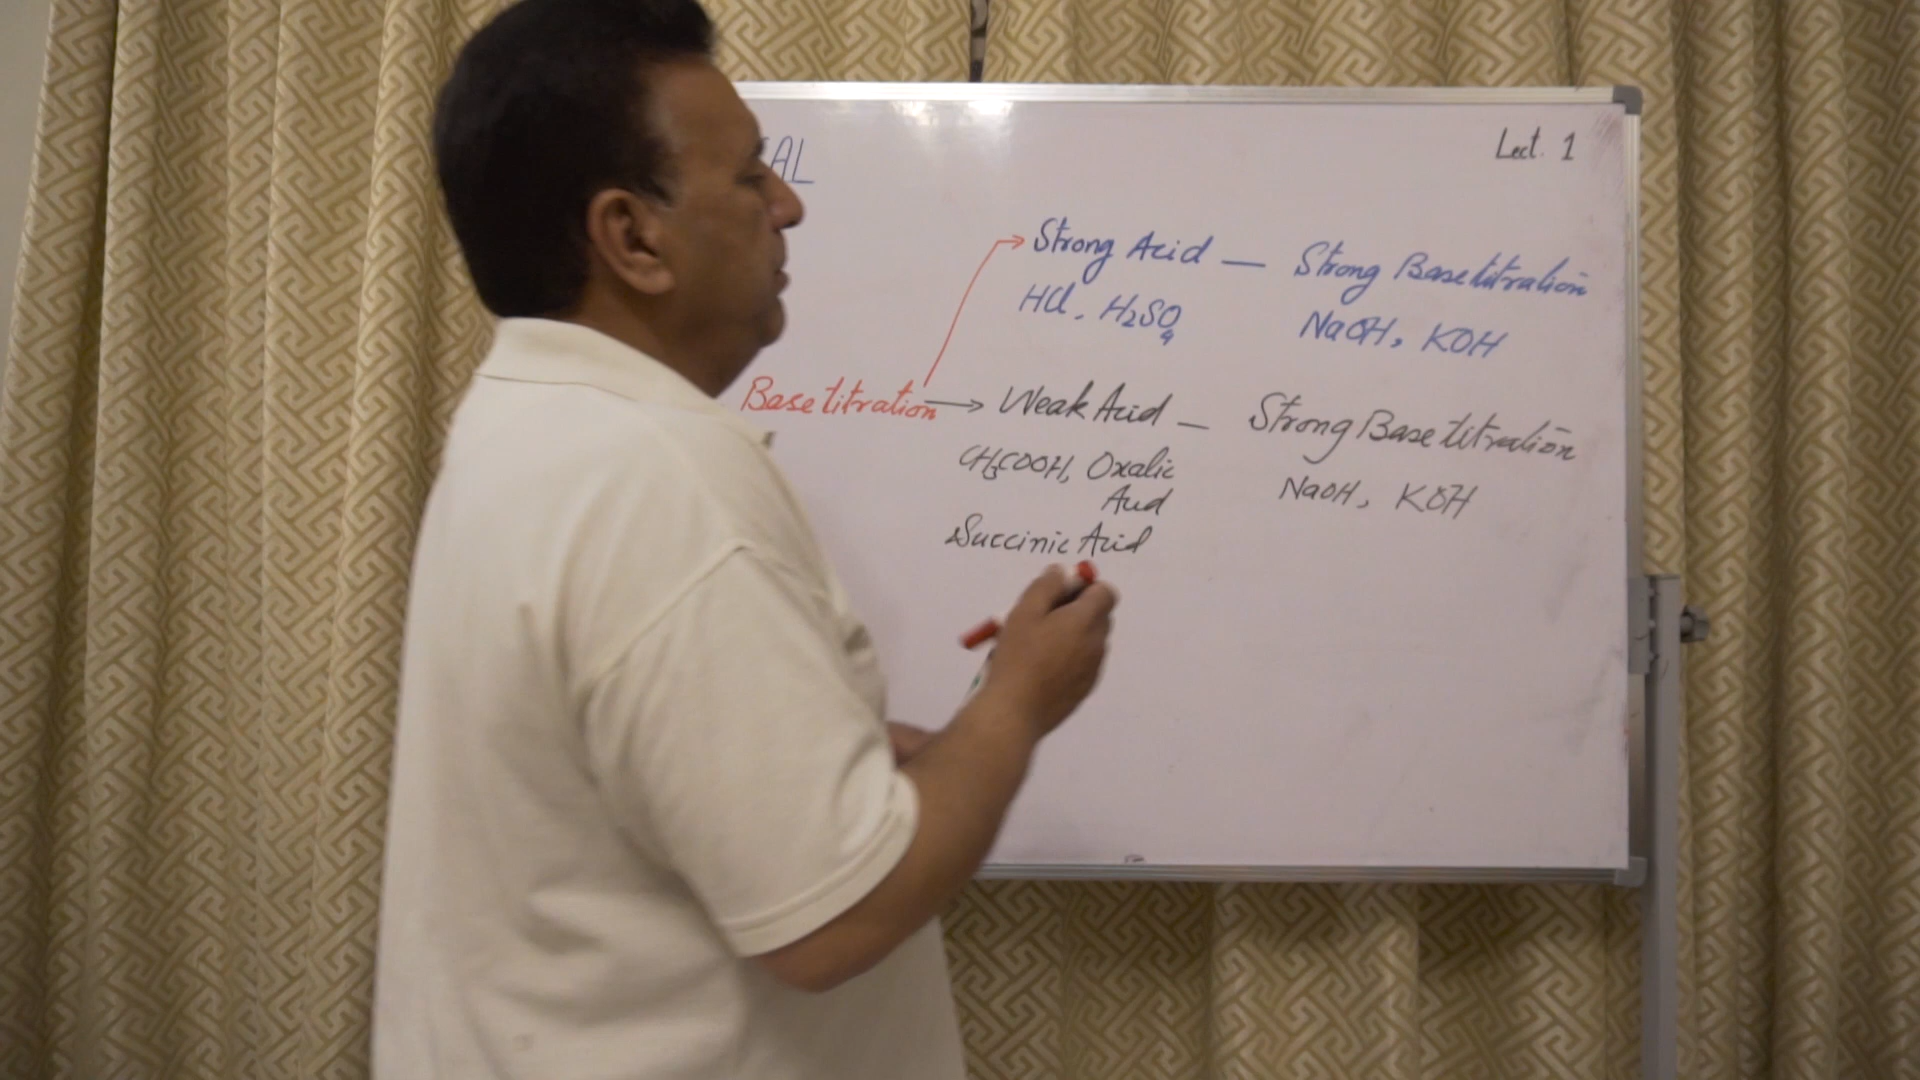 Lect. 1
Strong Acid — Strong Base titration
HCl, H₂SO₄ NaOH, KOH
Base titration → Weak Acid — Strong Base titration
CH₃COOH, Oxalic Acid NaOH, KOH
Succinic Acid